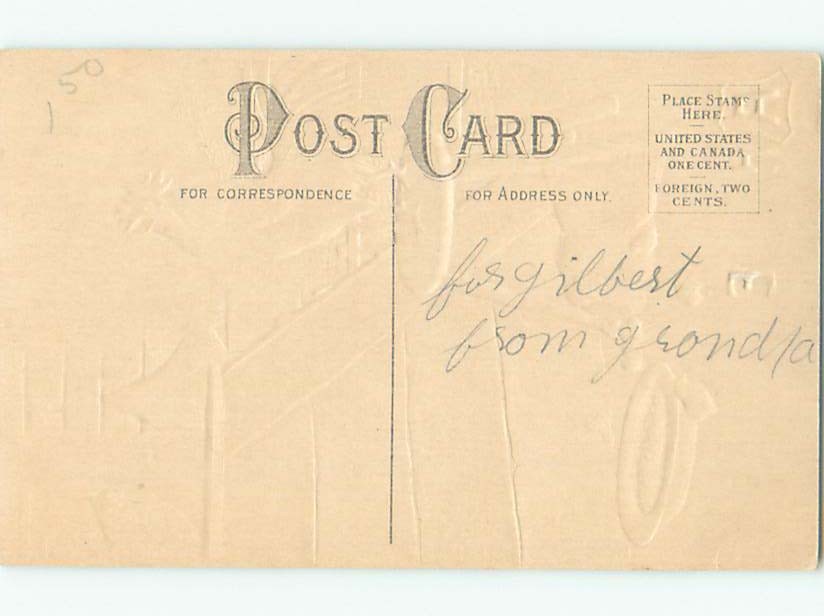 1 50
POST CARD
PLACE STAMP
HERE.
UNITED STATES
AND CANADA
ONE CENT.
FOREIGN, TWO
CENTS.
FOR CORRESPONDENCE
FOR ADDRESS ONLY.
for gilbert
from grandpa